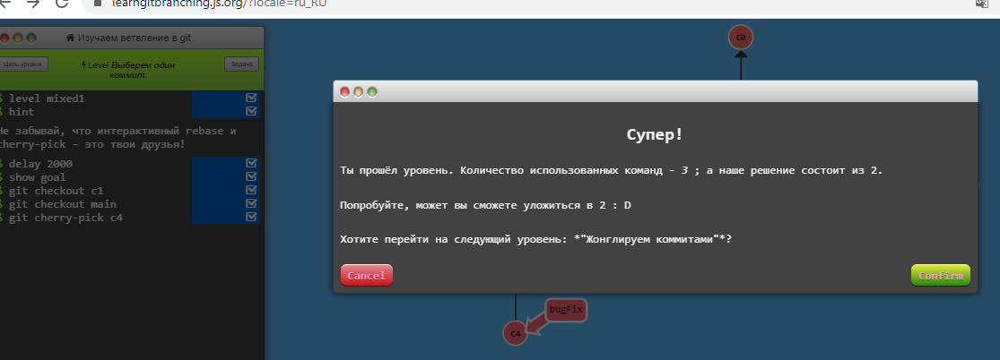 learngitbranching.js.org/?locale=ru_RU
Изучаем ветвление в git
Цель уровня
Level Выберем один
коммит.
Задача
$ level mixed1
$ hint
Не забывай, что интерактивный rebase и
cherry-pick – это твои друзья!
$ delay 2000
$ show goal
$ git checkout c1
$ git checkout main
$ git cherry-pick c4
c0
Супер!
Ты прошёл уровень. Количество использованных команд - 3 ; а наше решение состоит из 2.
Попробуйте, может вы сможете уложиться в 2 : D
Хотите перейти на следующий уровень: *"Жонглируем коммитами"*?
Cancel
Confirm
bugFix
c4